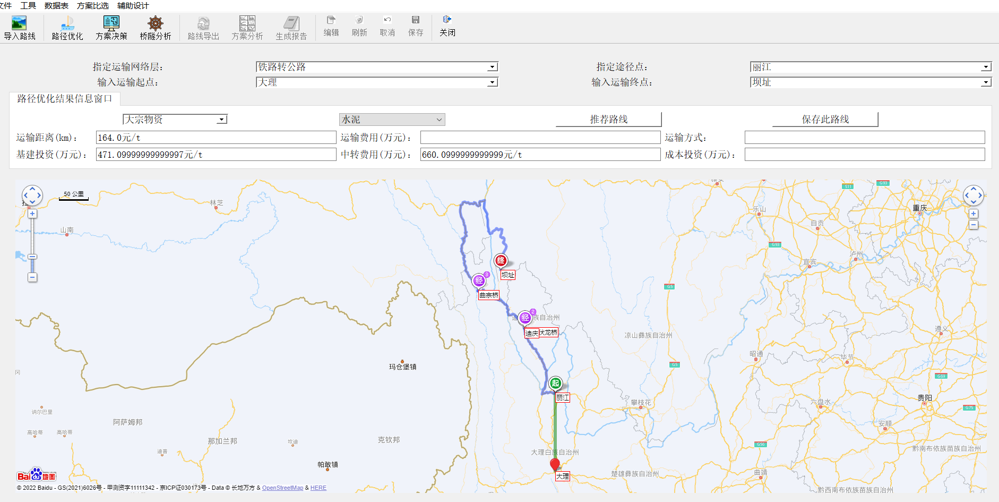 文件 工具 数据表 方案比选 辅助设计
导入路线 路径优化 方案决策 桥隧分析 路线导出 方案分析 生成报告 编辑 刷新 取消 保存 关闭
指定运输网络层： 铁路转公路 指定途径点： 丽江
输入运输起点： 大理 输入运输终点： 坝址
路径优化结果信息窗口
大宗物资 水泥 推荐路线 保存此路线
运输距离(km)： 164.0元/t 运输费用(万元)： 运输方式：
基建投资(万元)： 471.09999999999997元/t 中转费用(万元)： 660.0999999999999元/t 成本投资(万元)：
50 公里
G93
S11
林芝
乐山
重庆
自贡
山南
G93
泸州
宜宾
终
坝址
经 3
曲宗桥
G5
经 2
族自治州
迪庆 伏龙桥
凉山彝族自治州
遵义
昭通
毕节
G5
玛仓堡镇
G69
起
丽江
贵阳
攀枝花
六盘水
G75
讷尔巴里
阿萨姆邦
安顺
高哈蒂
高哈蒂
那加兰邦
坎迪
克钦邦
G56
迪普
大理白族自治州
黔南布依族苗族自治州
帕敢镇
大理
楚雄彝族自治州
曲靖
Bai du 地图
黔西南布依族苗族自治州
© 2022 Baidu - GS(2021)6026号 - 甲测资字11111342 - 京ICP证030173号 - Data © 长地万方 & OpenStreetMap & HERE